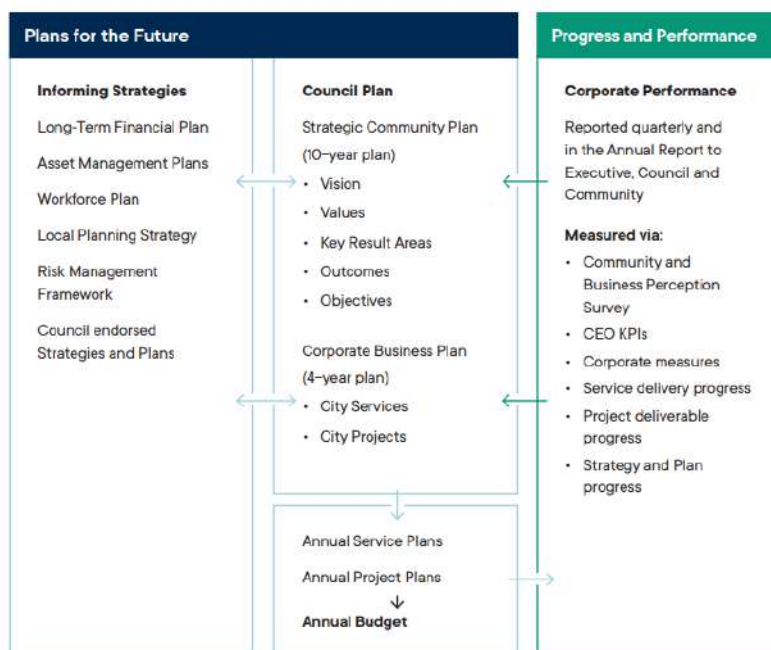 Plans for the Future
Informing Strategies
Long-Term Financial Plan
Asset Management Plans
Workforce Plan
Local Planning Strategy
Risk Management
Framework
Council endorsed
Strategies and Plans
Council Plan
Strategic Community Plan
(10-year plan)
• Vision
• Values
• Key Result Areas
• Outcomes
• Objectives
Corporate Business Plan
(4-year plan)
• City Services
• City Projects
Annual Service Plans
Annual Project Plans
Annual Budget
Progress and Performance
Corporate Performance
Reported quarterly and
in the Annual Report to
Executive, Council and
Community
Measured via:
• Community and
Business Perception
Survey
• CEO KPIs
• Corporate measures
• Service delivery progress
• Project deliverable
progress
• Strategy and Plan
progress